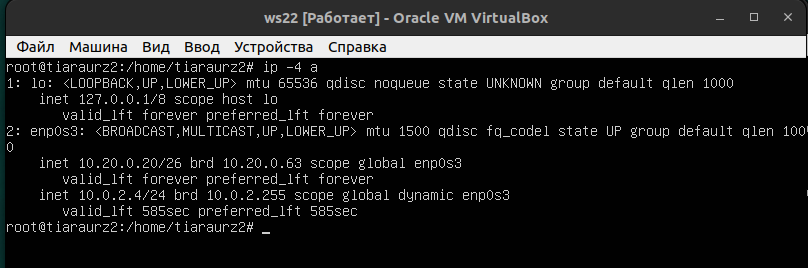 ws22 [Работает] - Oracle VM VirtualBox
Файл Машина Вид Ввод Устройства Справка
root@tiaraurz2:/home/tiaraurz2# ip -4 a
1: lo: <LOOPBACK,UP,LOWER_UP> mtu 65536 qdisc noqueue state UNKNOWN group default qlen 1000
    inet 127.0.0.1/8 scope host lo
       valid_lft forever preferred_lft forever
2: enp0s3: <BROADCAST,MULTICAST,UP,LOWER_UP> mtu 1500 qdisc fq_codel state UP group default qlen 100
0
    inet 10.20.0.20/26 brd 10.20.0.63 scope global enp0s3
       valid_lft forever preferred_lft forever
    inet 10.0.2.4/24 brd 10.0.2.255 scope global dynamic enp0s3
       valid_lft 585sec preferred_lft 585sec
root@tiaraurz2:/home/tiaraurz2# _